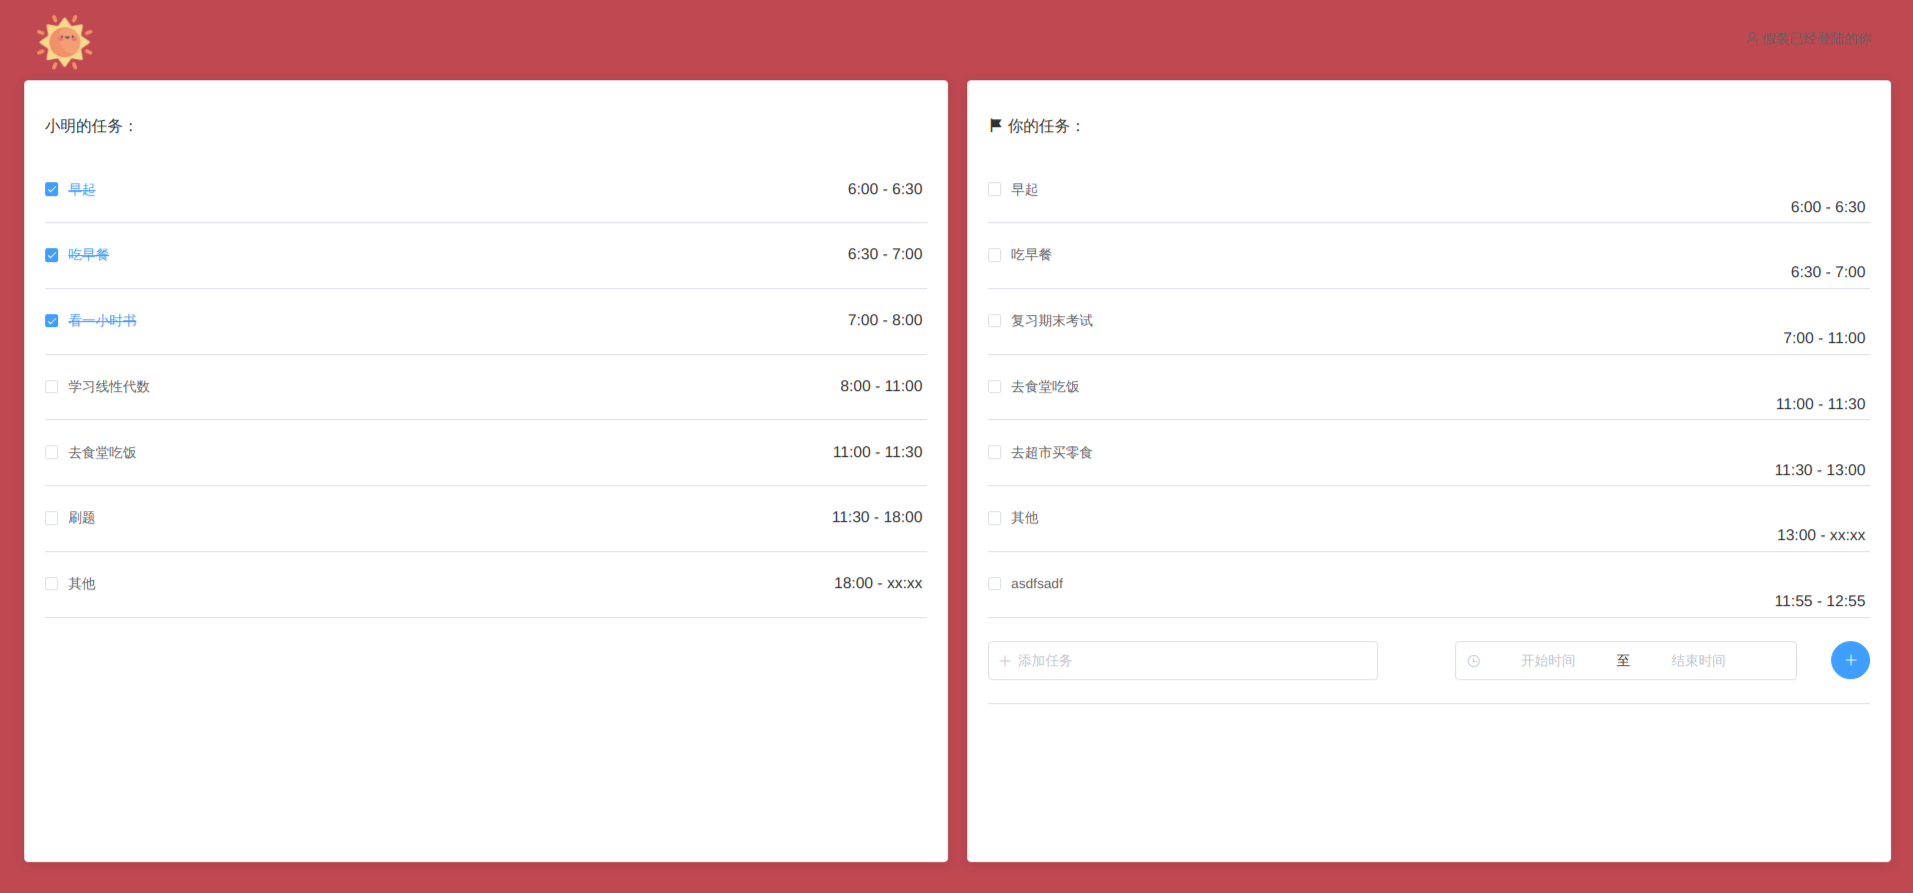 假装已经登陆的你
小明的任务：
早起 6:00 - 6:30
吃早餐 6:30 - 7:00
看一小时书 7:00 - 8:00
学习线性代数 8:00 - 11:00
去食堂吃饭 11:00 - 11:30
刷题 11:30 - 18:00
其他 18:00 - xx:xx
你的任务：
早起
6:00 - 6:30
吃早餐
6:30 - 7:00
复习期末考试
7:00 - 11:00
去食堂吃饭
11:00 - 11:30
去超市买零食
11:30 - 13:00
其他
13:00 - xx:xx
asdfsadf
11:55 - 12:55
添加任务 开始时间 至 结束时间